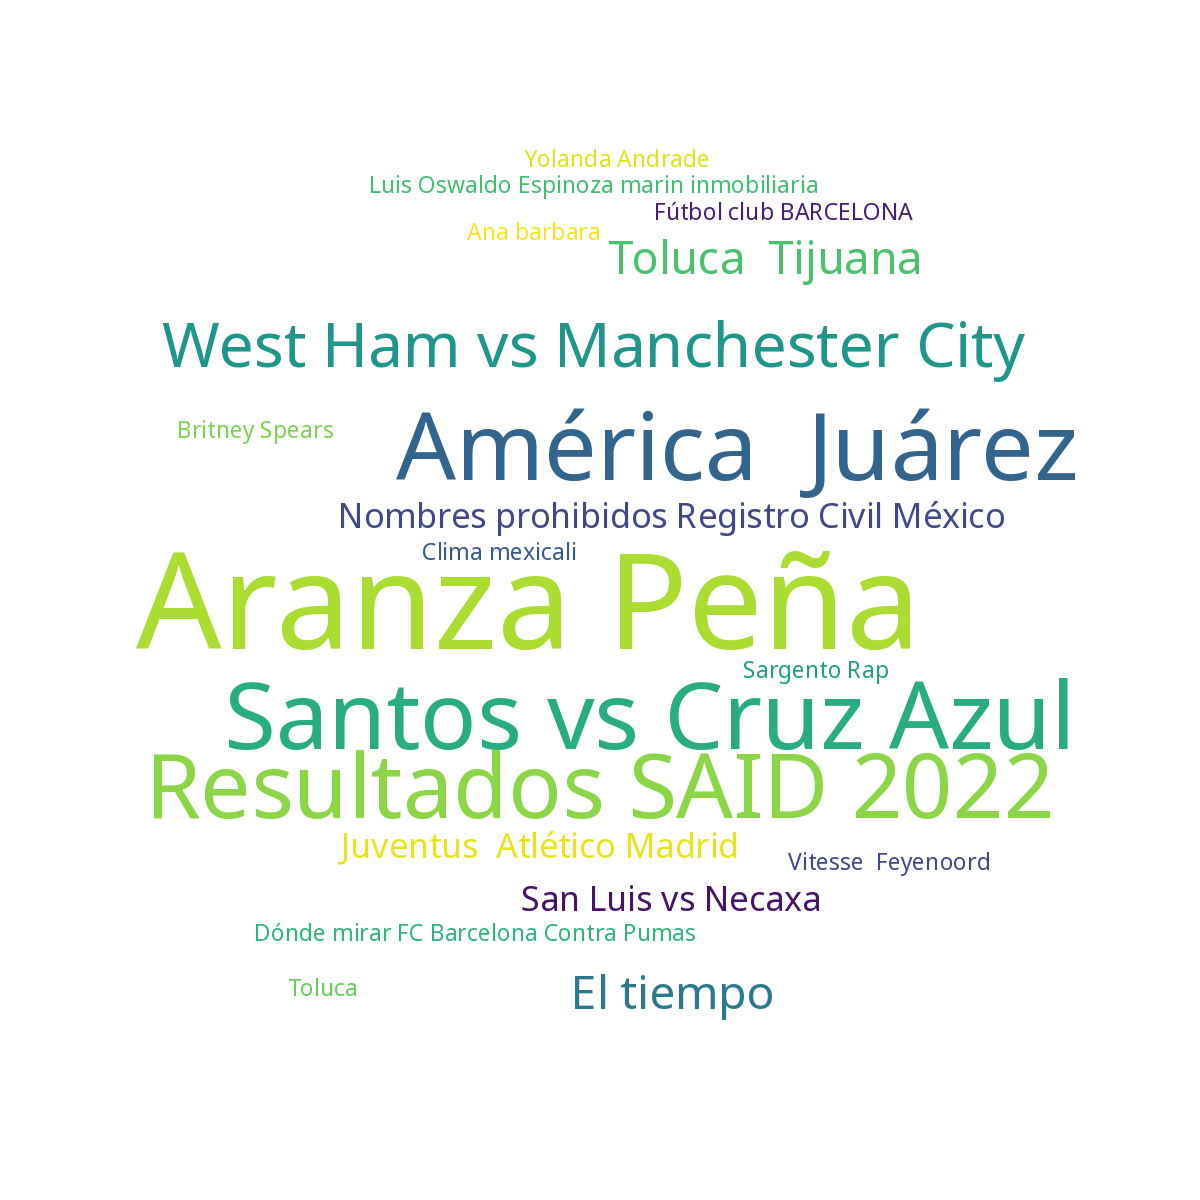 Yolanda Andrade
Luis Oswaldo Espinoza marin inmobiliaria
Fútbol club BARCELONA
Ana barbara
Toluca  Tijuana
West Ham vs Manchester City
Britney Spears
América  Juárez
Nombres prohibidos Registro Civil México
Clima mexicali
Aranza Peña
Sargento Rap
Santos vs Cruz Azul
Resultados SAID 2022
Juventus  Atlético Madrid
Vitesse  Feyenoord
San Luis vs Necaxa
Dónde mirar FC Barcelona Contra Pumas
Toluca
El tiempo